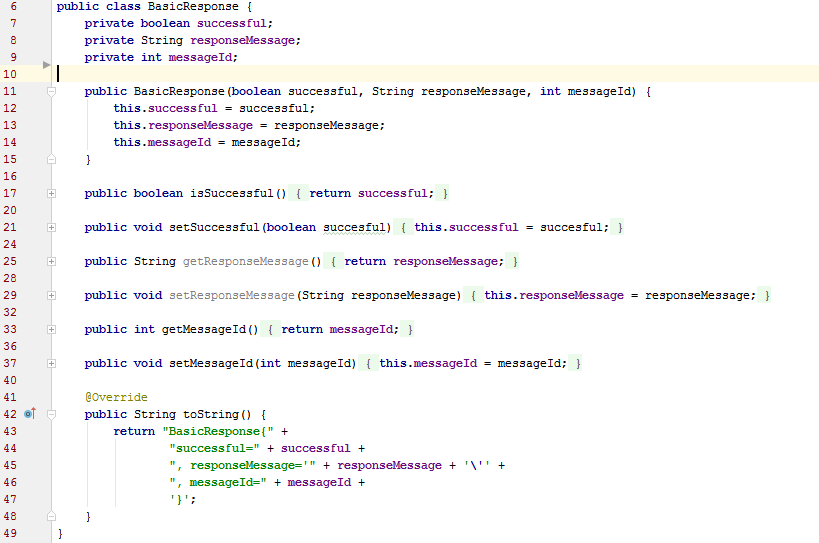 6 public class BasicResponse {
7 private boolean successful;
8 private String responseMessage;
9 private int messageId;
10
11 public BasicResponse(boolean successful, String responseMessage, int messageId) {
12 this.successful = successful;
13 this.responseMessage = responseMessage;
14 this.messageId = messageId;
15 }
16
17 public boolean isSuccessful() { return successful; }
20
21 public void setSuccessful(boolean succesful) { this.successful = succesful; }
24
25 public String getResponseMessage() { return responseMessage; }
28
29 public void setResponseMessage(String responseMessage) { this.responseMessage = responseMessage; }
32
33 public int getMessageId() { return messageId; }
36
37 public void setMessageId(int messageId) { this.messageId = messageId; }
40
41 @Override
42 public String toString() {
43 return "BasicResponse{" +
44 "successful=" + successful +
45 ", responseMessage='" + responseMessage + '\'' +
46 ", messageId=" + messageId +
47 '}';
48 }
49 }